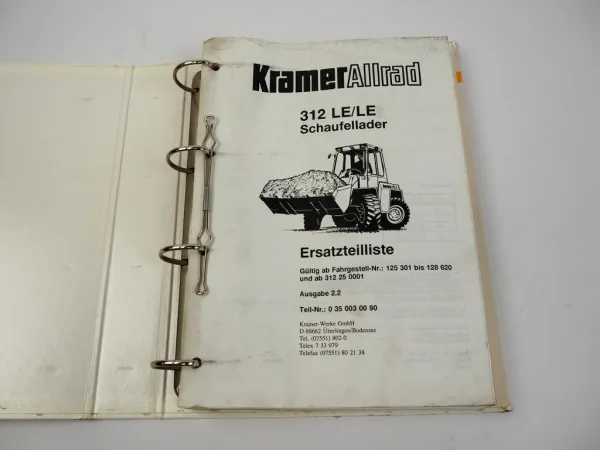 KramerAllrad
312 LE/LE
Schaufellader
Ersatzteilliste
Gültig ab Fahrgestell-Nr.: 125 301 bis 128 620
und ab 312 25 0001
Ausgabe 2.2
Teil-Nr.: 0 35 003 00 90
Kramer-Werke GmbH
D-88662 Überlingen/Bodensee
Tel. (07551) 802-0
Telex 7 33 979
Telefax (07551) 80 21 38